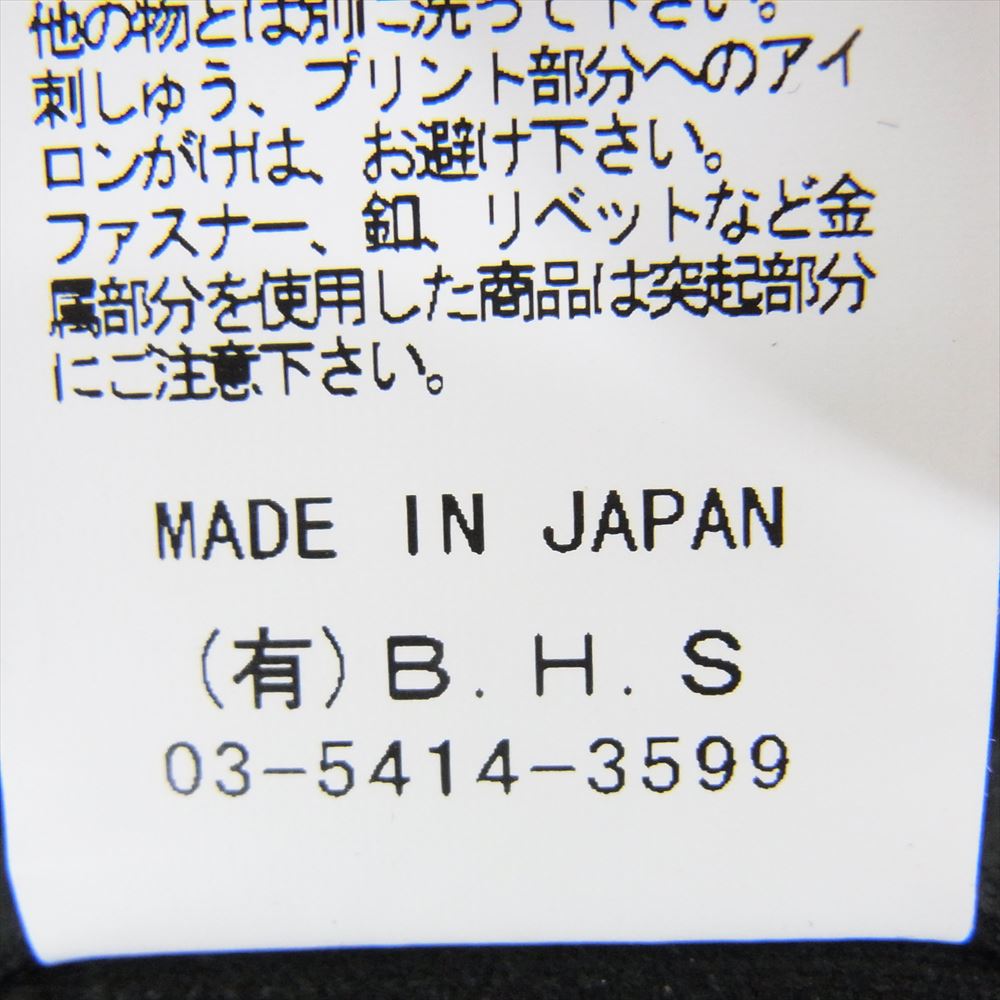 他の物とは別に洗って下さい。
刺しゅう、プリント部分へのアイ
ロンがけは、お避け下さい。
ファスナー、釦、リベットなど金
属部分を使用した商品は突起部分
にご注意下さい。
MADE IN JAPAN
(有)B.H.S
03-5414-3599